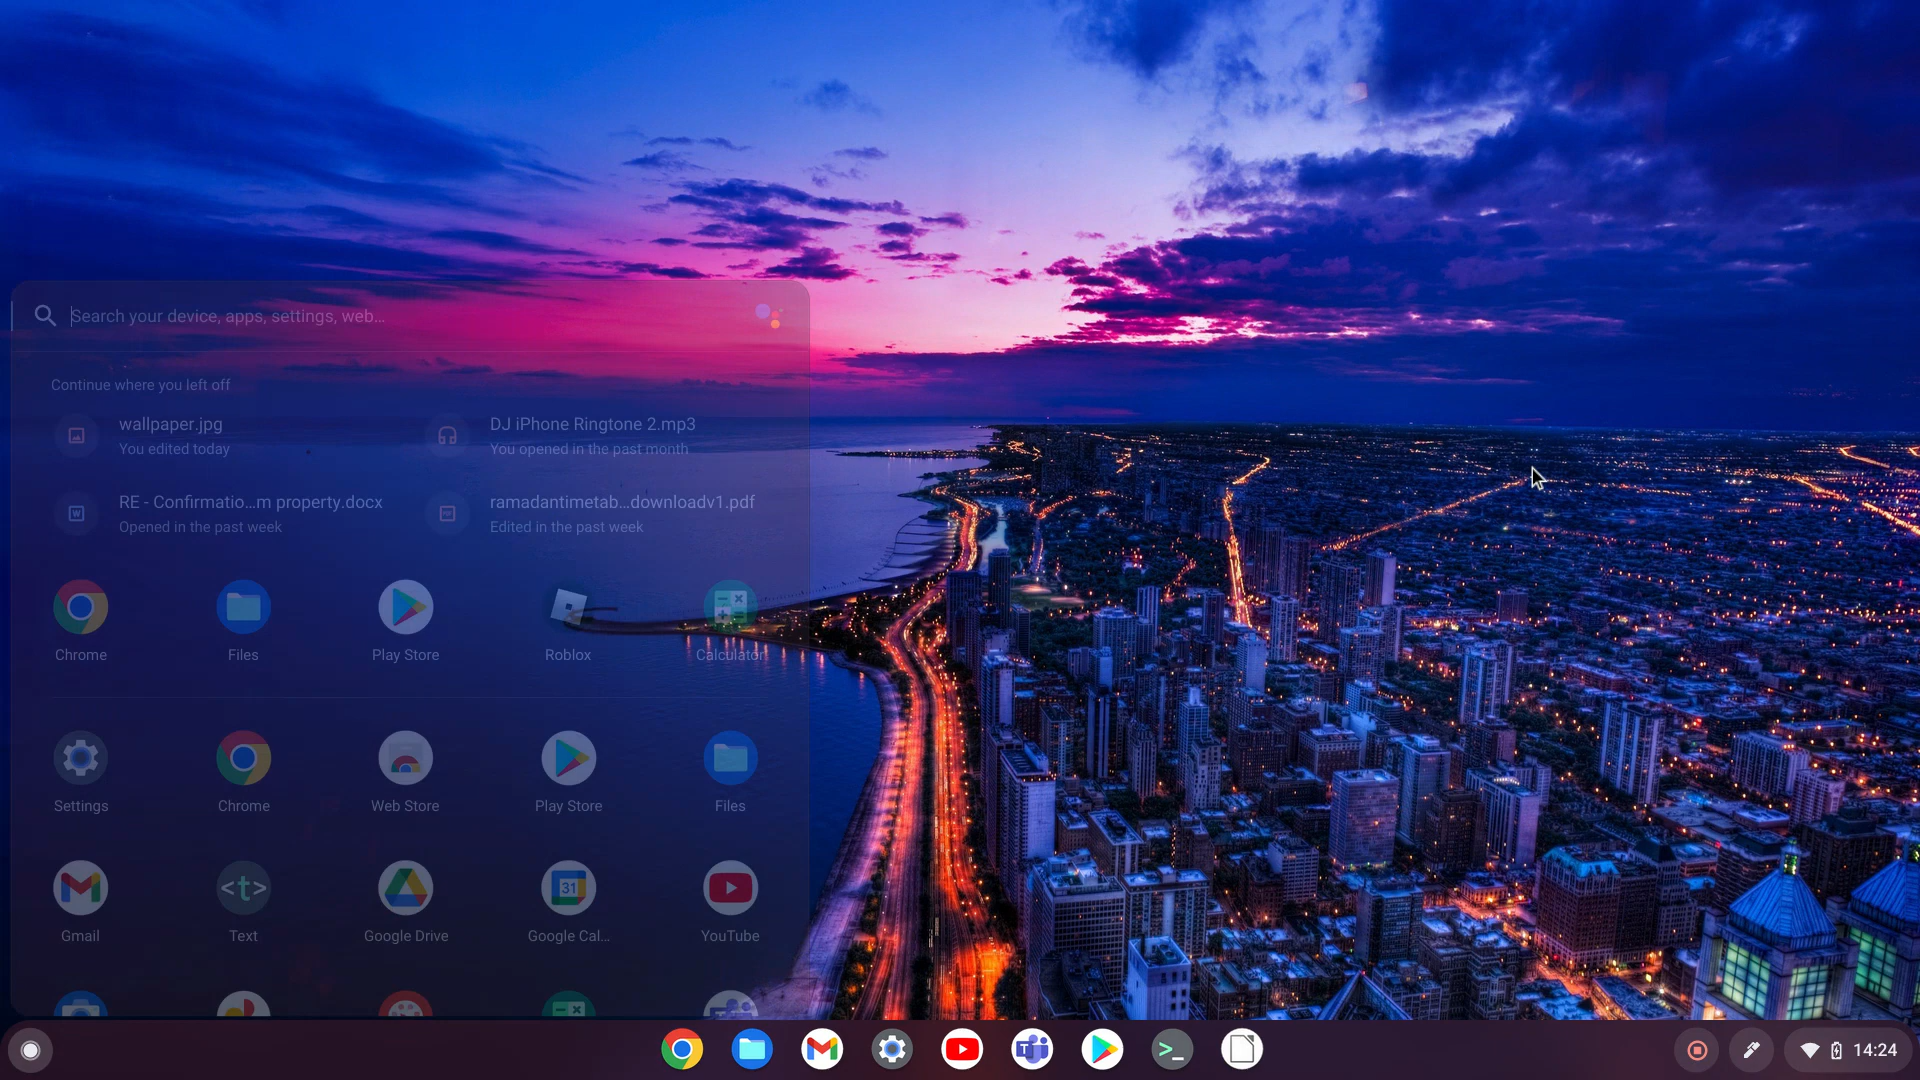 Search your device, apps, settings, web...
Continue where you left off
wallpaper.jpg
You edited today
DJ iPhone Ringtone 2.mp3
You opened in the past month
RE - Confirmatio...m property.docx
Opened in the past week
ramadantimetab...downloadv1.pdf
Edited in the past week
Chrome
Files
Play Store
Roblox
Calculator
Settings
Chrome
Web Store
Play Store
Files
<t>
31
Gmail
Text
Google Drive
Google Cal...
YouTube
>_
14:24